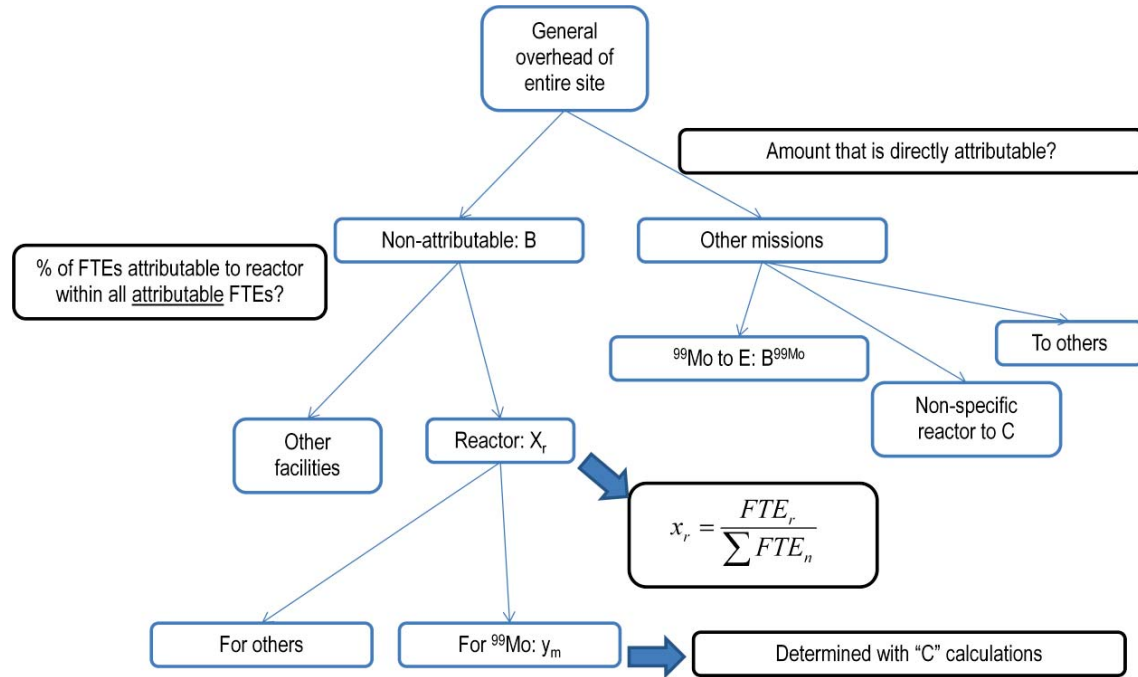 General
overhead of
entire site
Amount that is directly attributable?
Non-attributable: B
Other missions
% of FTEs attributable to reactor
within all attributable FTEs?
⁹⁹Mo to E: B⁹⁹ᴹᵒ
To others
Non-specific
reactor to C
Other
facilities
Reactor: Xᵣ
xᵣ = FTEᵣ / ∑ FTEₙ
For others
For ⁹⁹Mo: yₘ
Determined with “C” calculations